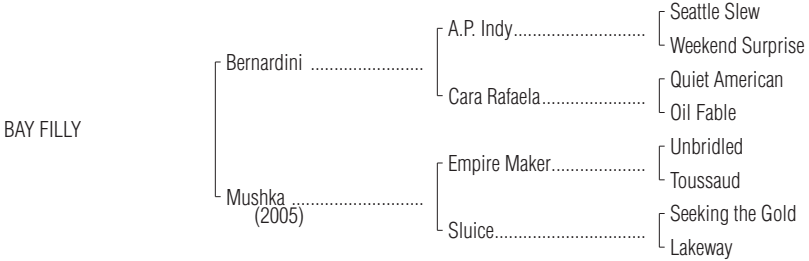 Seattle Slew
A.P. Indy..............................
Weekend Surprise
Bernardini .........................
Quiet American
Cara Rafaela........................
Oil Fable
BAY FILLY
Unbridled
Empire Maker.....................
Toussaud
Mushka .............................
(2005)
Seeking the Gold
Sluice..................................
Lakeway